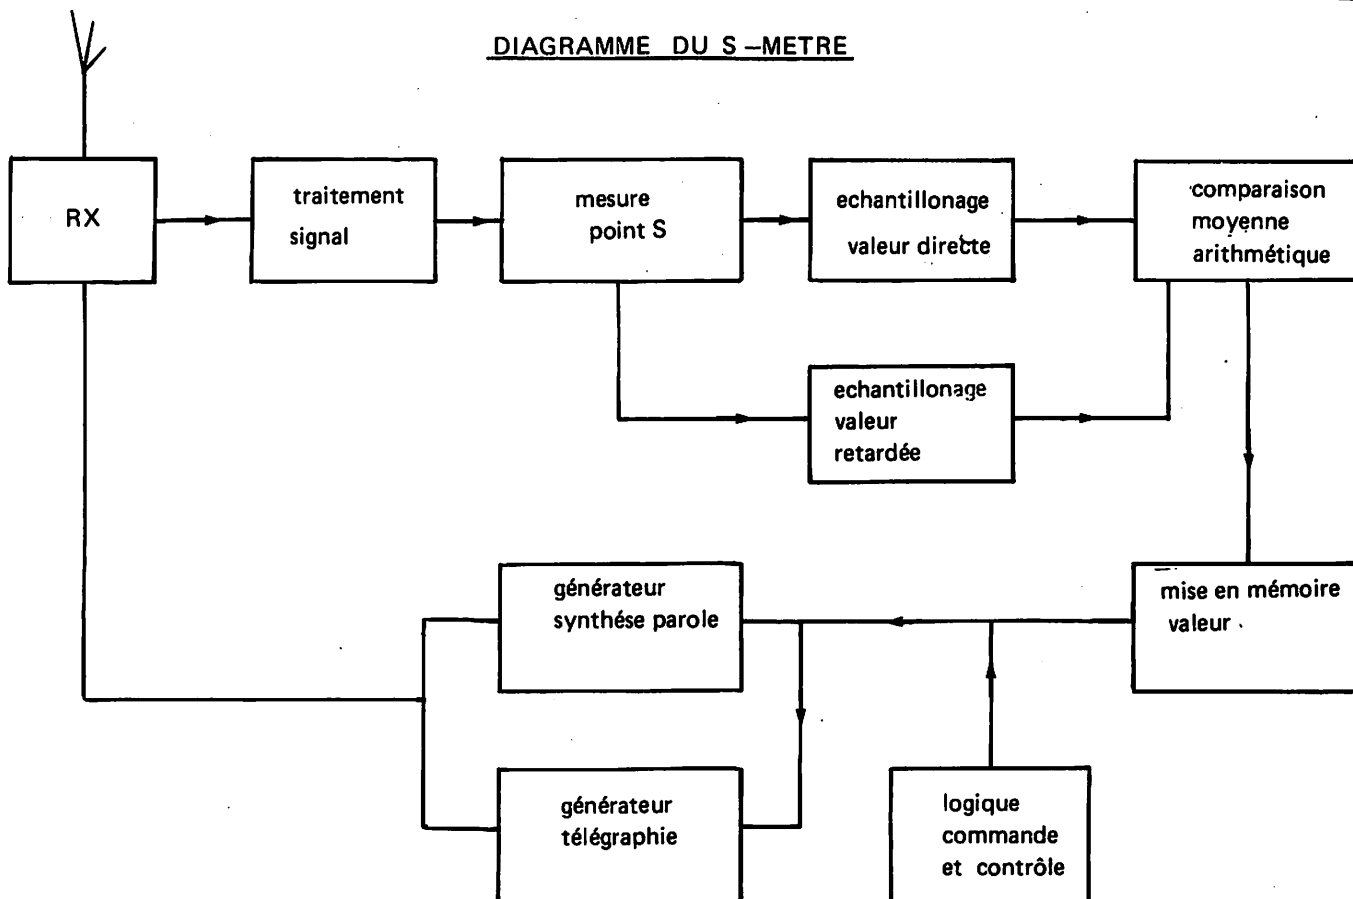 DIAGRAMME DU S-METRE
RX
traitement
signal
mesure
point S
echantillonage
valeur directe
comparaison
moyenne
arithmétique
echantillonage
valeur
retardée
générateur
synthése parole
mise en mémoire
valeur
générateur
télégraphie
logique
commande
et contrôle